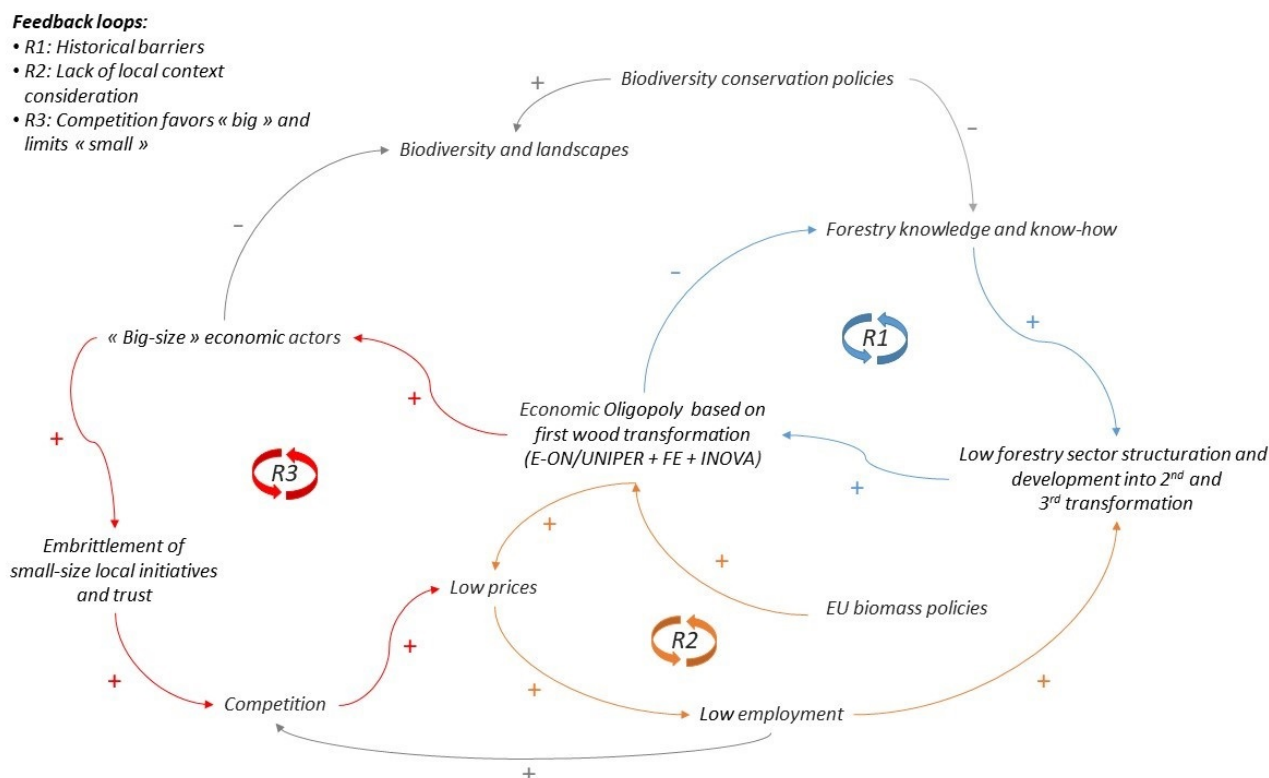 Feedback loops:
• R1: Historical barriers
• R2: Lack of local context
consideration
• R3: Competition favors « big » and
limits « small »
+
Biodiversity conservation policies
–
Biodiversity and landscapes
–
Forestry knowledge and know-how
–
+
R1
« Big-size » economic actors
+
+
Economic Oligopoly based on
first wood transformation
(E-ON/UNIPER + FE + INOVA)
R3
Low forestry sector structuration and
development into 2nd and
3rd transformation
+
+
+
Embrittlement of
small-size local initiatives
and trust
Low prices
EU biomass policies
R2
+
+
+
+
Competition
Low employment
+